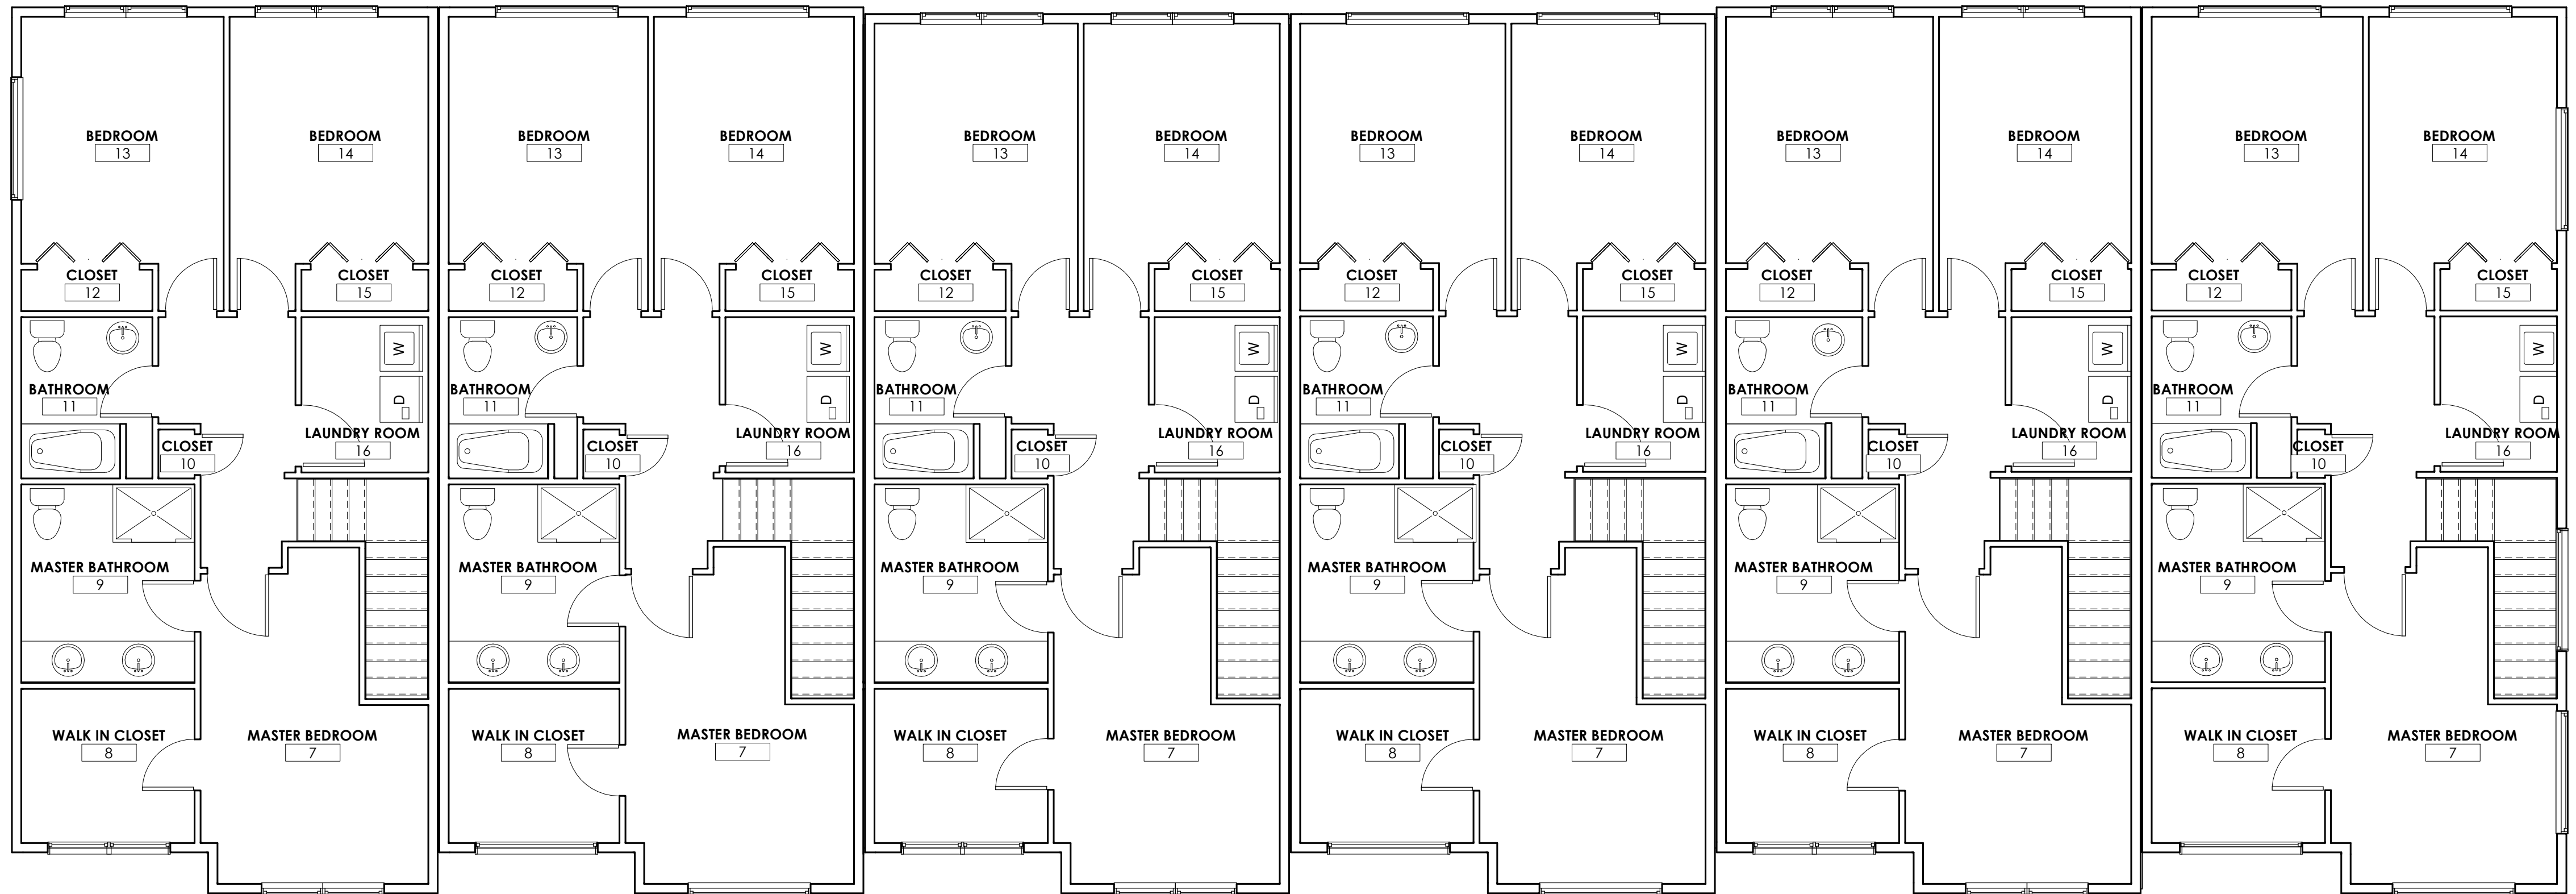 BEDROOM
13
BEDROOM
14
CLOSET
12
CLOSET
15
W
BATHROOM
11
D
LAUNDRY ROOM
16
CLOSET
10
MASTER BATHROOM
9
WALK IN CLOSET
8
MASTER BEDROOM
7
BEDROOM
13
BEDROOM
14
CLOSET
12
CLOSET
15
W
BATHROOM
11
D
LAUNDRY ROOM
16
CLOSET
10
MASTER BATHROOM
9
WALK IN CLOSET
8
MASTER BEDROOM
7
BEDROOM
13
BEDROOM
14
CLOSET
12
CLOSET
15
W
BATHROOM
11
D
LAUNDRY ROOM
16
CLOSET
10
MASTER BATHROOM
9
WALK IN CLOSET
8
MASTER BEDROOM
7
BEDROOM
13
BEDROOM
14
CLOSET
12
CLOSET
15
W
BATHROOM
11
D
LAUNDRY ROOM
16
CLOSET
10
MASTER BATHROOM
9
WALK IN CLOSET
8
MASTER BEDROOM
7
BEDROOM
13
BEDROOM
14
CLOSET
12
CLOSET
15
W
BATHROOM
11
D
LAUNDRY ROOM
16
CLOSET
10
MASTER BATHROOM
9
WALK IN CLOSET
8
MASTER BEDROOM
7
BEDROOM
13
BEDROOM
14
CLOSET
12
CLOSET
15
W
BATHROOM
11
D
LAUNDRY ROOM
16
CLOSET
10
MASTER BATHROOM
9
WALK IN CLOSET
8
MASTER BEDROOM
7